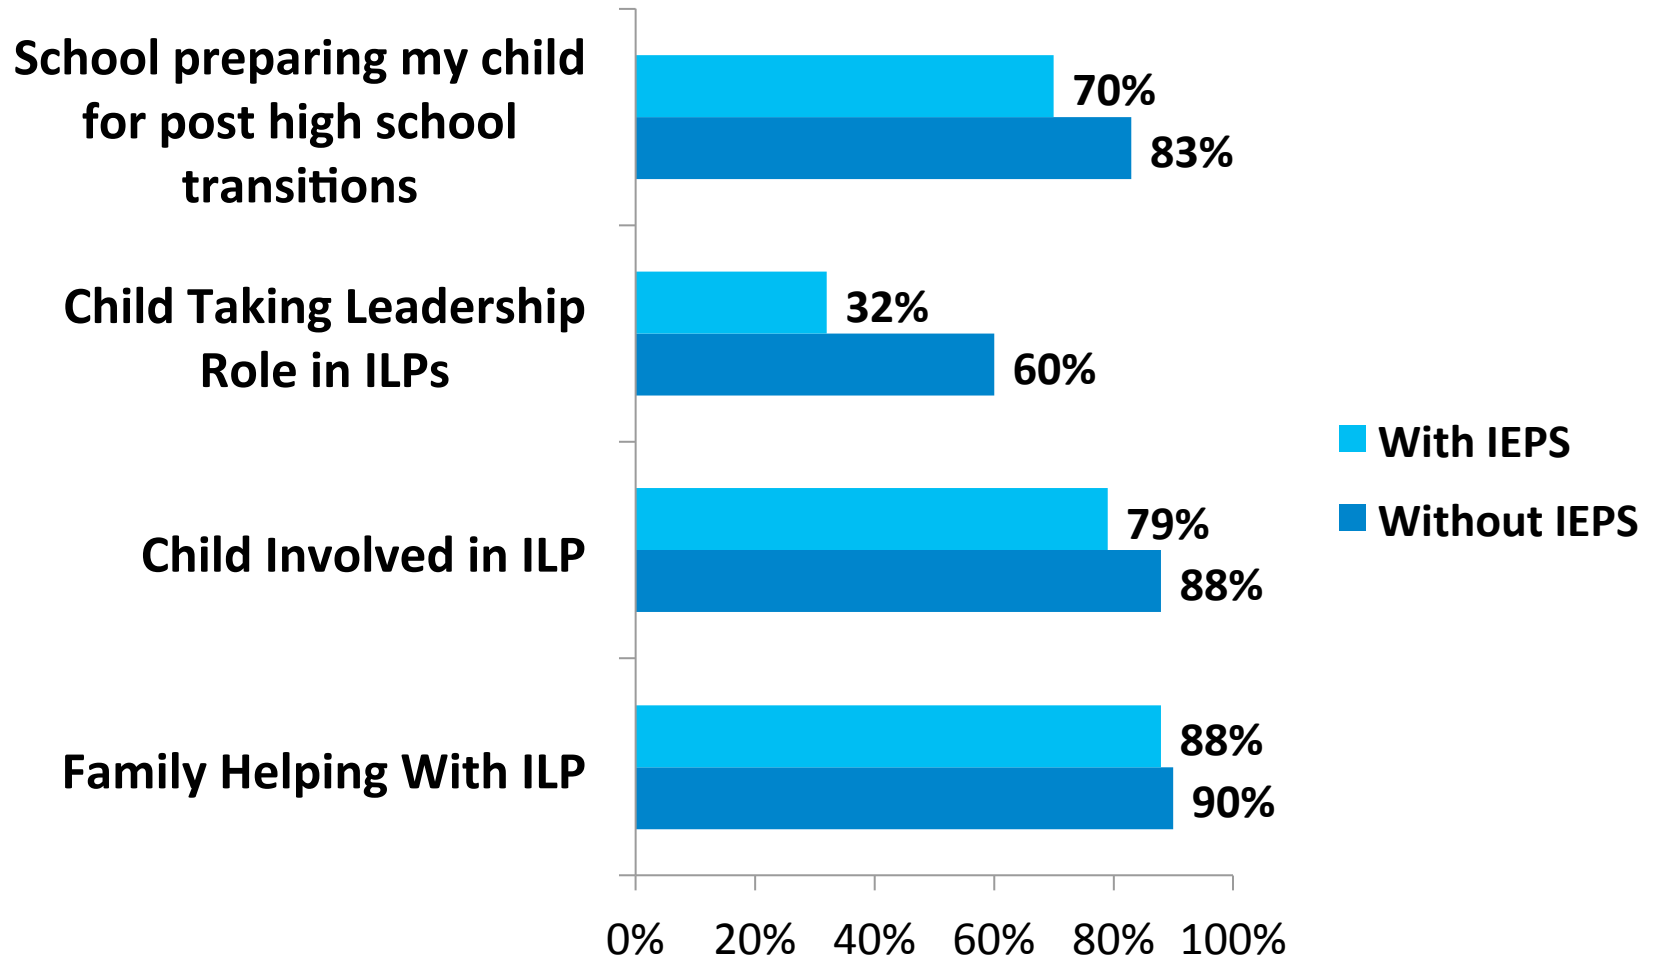 School preparing my child
for post high school
transitions
70%
83%
Child Taking Leadership
Role in ILPs
32%
60%
Child Involved in ILP
79%
88%
Family Helping With ILP
88%
90%
With IEPS
Without IEPS
0% 20% 40% 60% 80% 100%